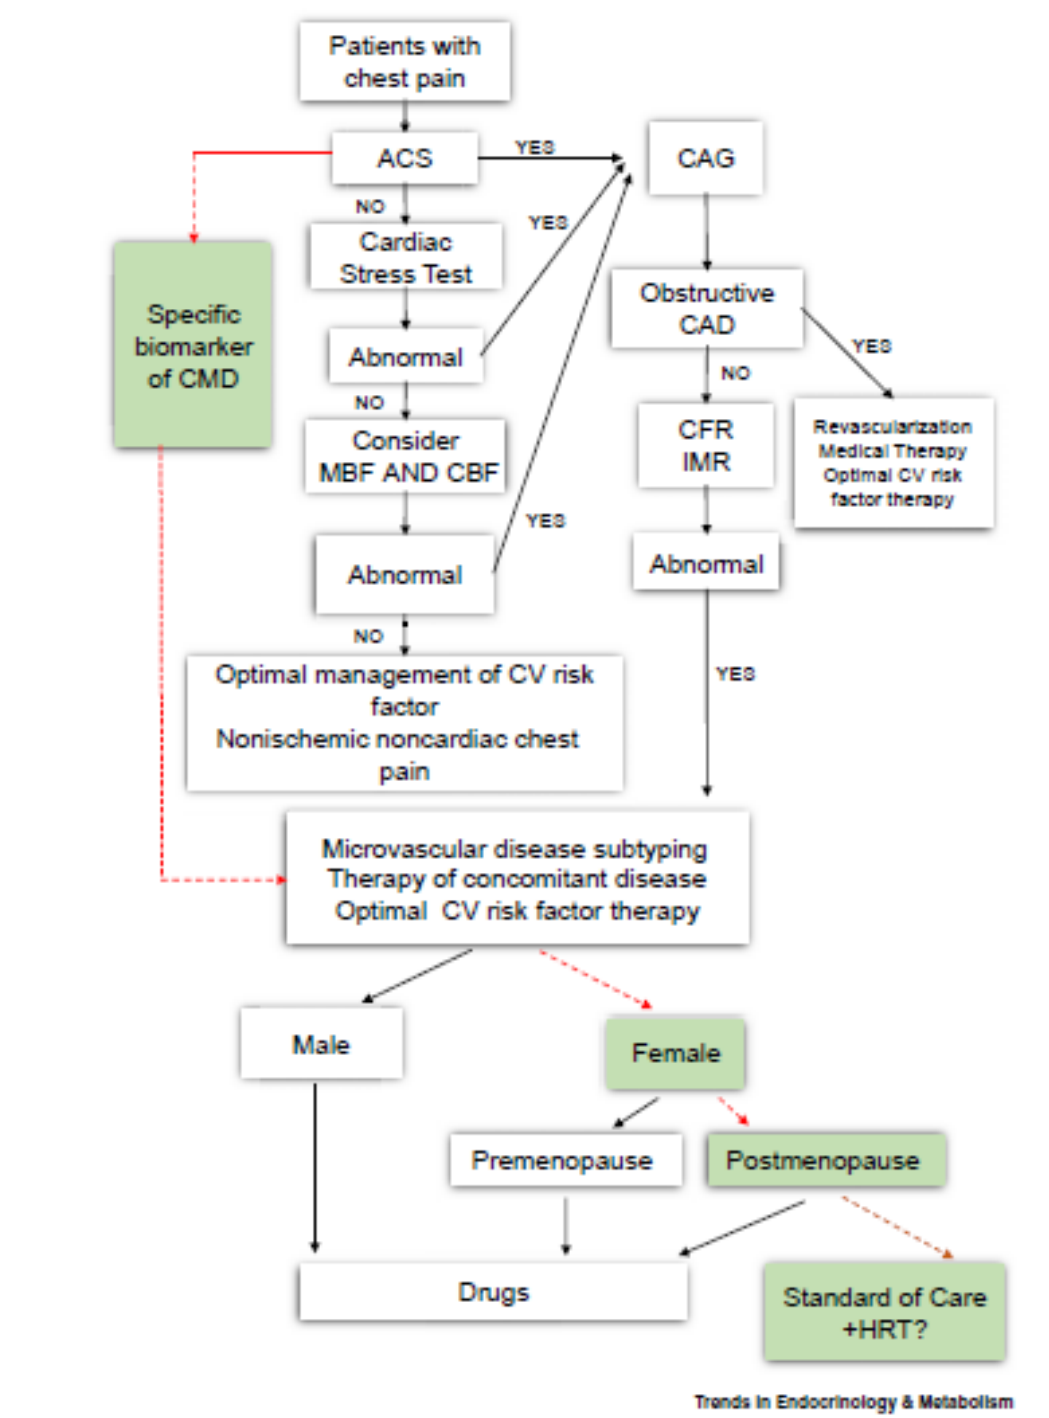 Patients with
chest pain
ACS
YES
CAG
NO
Cardiac
Stress Test
YES
Specific
biomarker
of CMD
Abnormal
NO
Consider
MBF AND CBF
YES
Abnormal
NO
Optimal management of CV risk
factor
Nonischemic noncardiac chest
pain
Obstructive
CAD
YES
NO
Revascularization
Medical Therapy
Optimal CV risk
factor therapy
CFR
IMR
Abnormal
YES
Microvascular disease subtyping
Therapy of concomitant disease
Optimal CV risk factor therapy
Male
Female
Premenopause
Postmenopause
Drugs
Standard of Care
+HRT?
Trends in Endocrinology & Metabolism